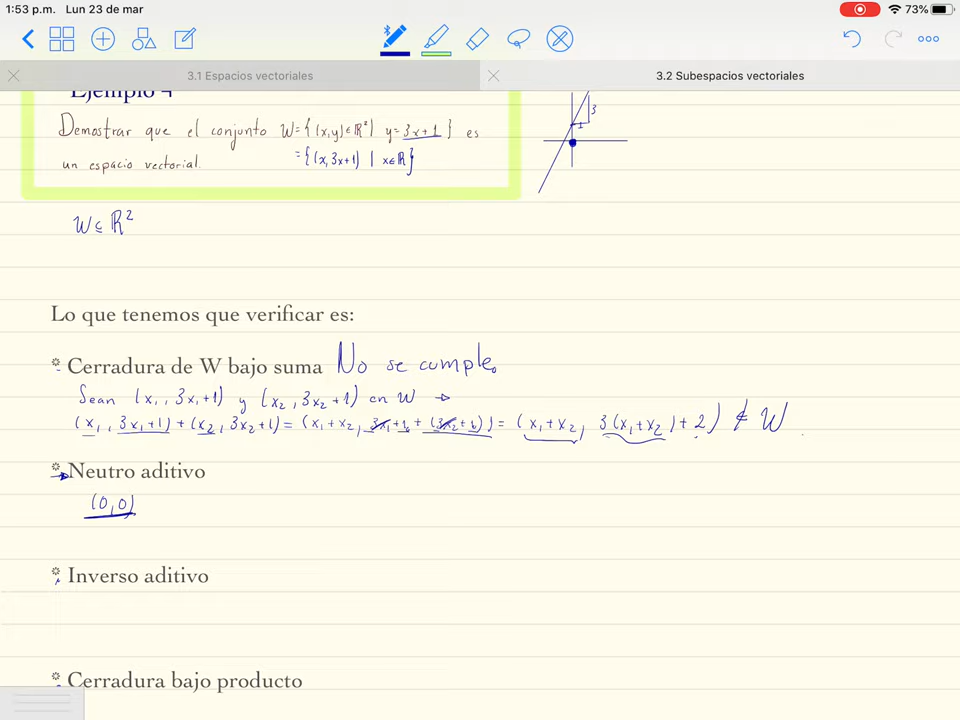 1:53 p.m. Lun 23 de mar
73%
3.1 Espacios vectoriales
3.2 Subespacios vectoriales
Ejemplo 4
Demostrar que el conjunto W={(x,y)∈ℝ²| y=3x+1} es
={(x,3x+1) | x∈ℝ}
un espacio vectorial.
3
1
W⊆ℝ²
Lo que tenemos que verificar es:
Cerradura de W bajo suma No se cumple.
Sean (x₁, 3x₁+1) y (x₂, 3x₂+1) en W →
(x₁, 3x₁+1)+(x₂, 3x₂+1)=(x₁+x₂, 3x₁+1+(3x₂+1))=(x₁+x₂, 3(x₁+x₂)+2) ∉ W
Neutro aditivo
(0,0)
Inverso aditivo
Cerradura bajo producto